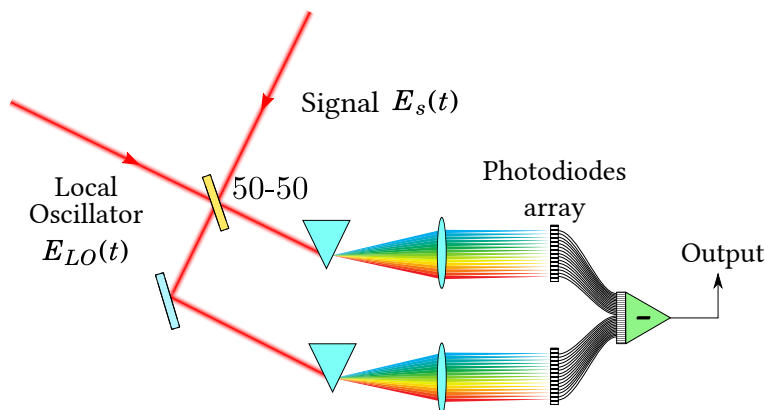 Signal E_s(t)
Local
Oscillator
E_{LO}(t)
50-50
Photodiodes
array
Output
-